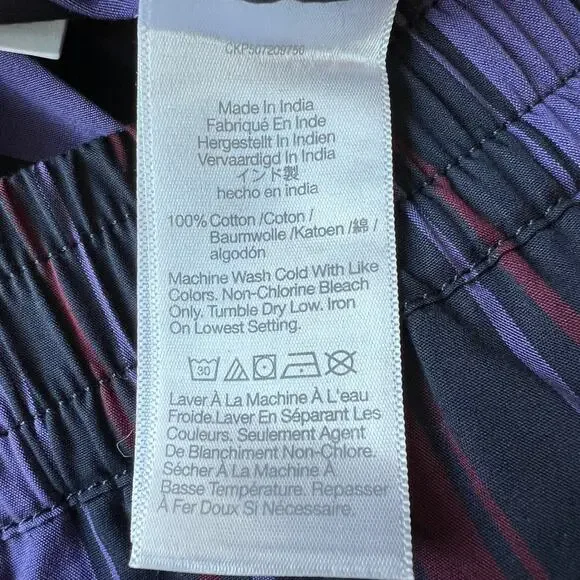 CKP507209750
Made In India
Fabriqué En Inde
Hergestellt In Indien
Vervaardigd In India
インド製
hecho en india
100% Cotton /Coton /
Baumwolle /Katoen /綿 /
algodón
Machine Wash Cold With Like
Colors. Non-Chlorine Bleach
Only. Tumble Dry Low. Iron
On Lowest Setting.
30
Laver À La Machine À L'eau
Froide.Laver En Séparant Les
Couleurs. Seulement Agent
De Blanchiment Non-Chlore.
Sécher À La Machine À
Basse Température. Repasser
À Fer Doux Si Nécessaire.